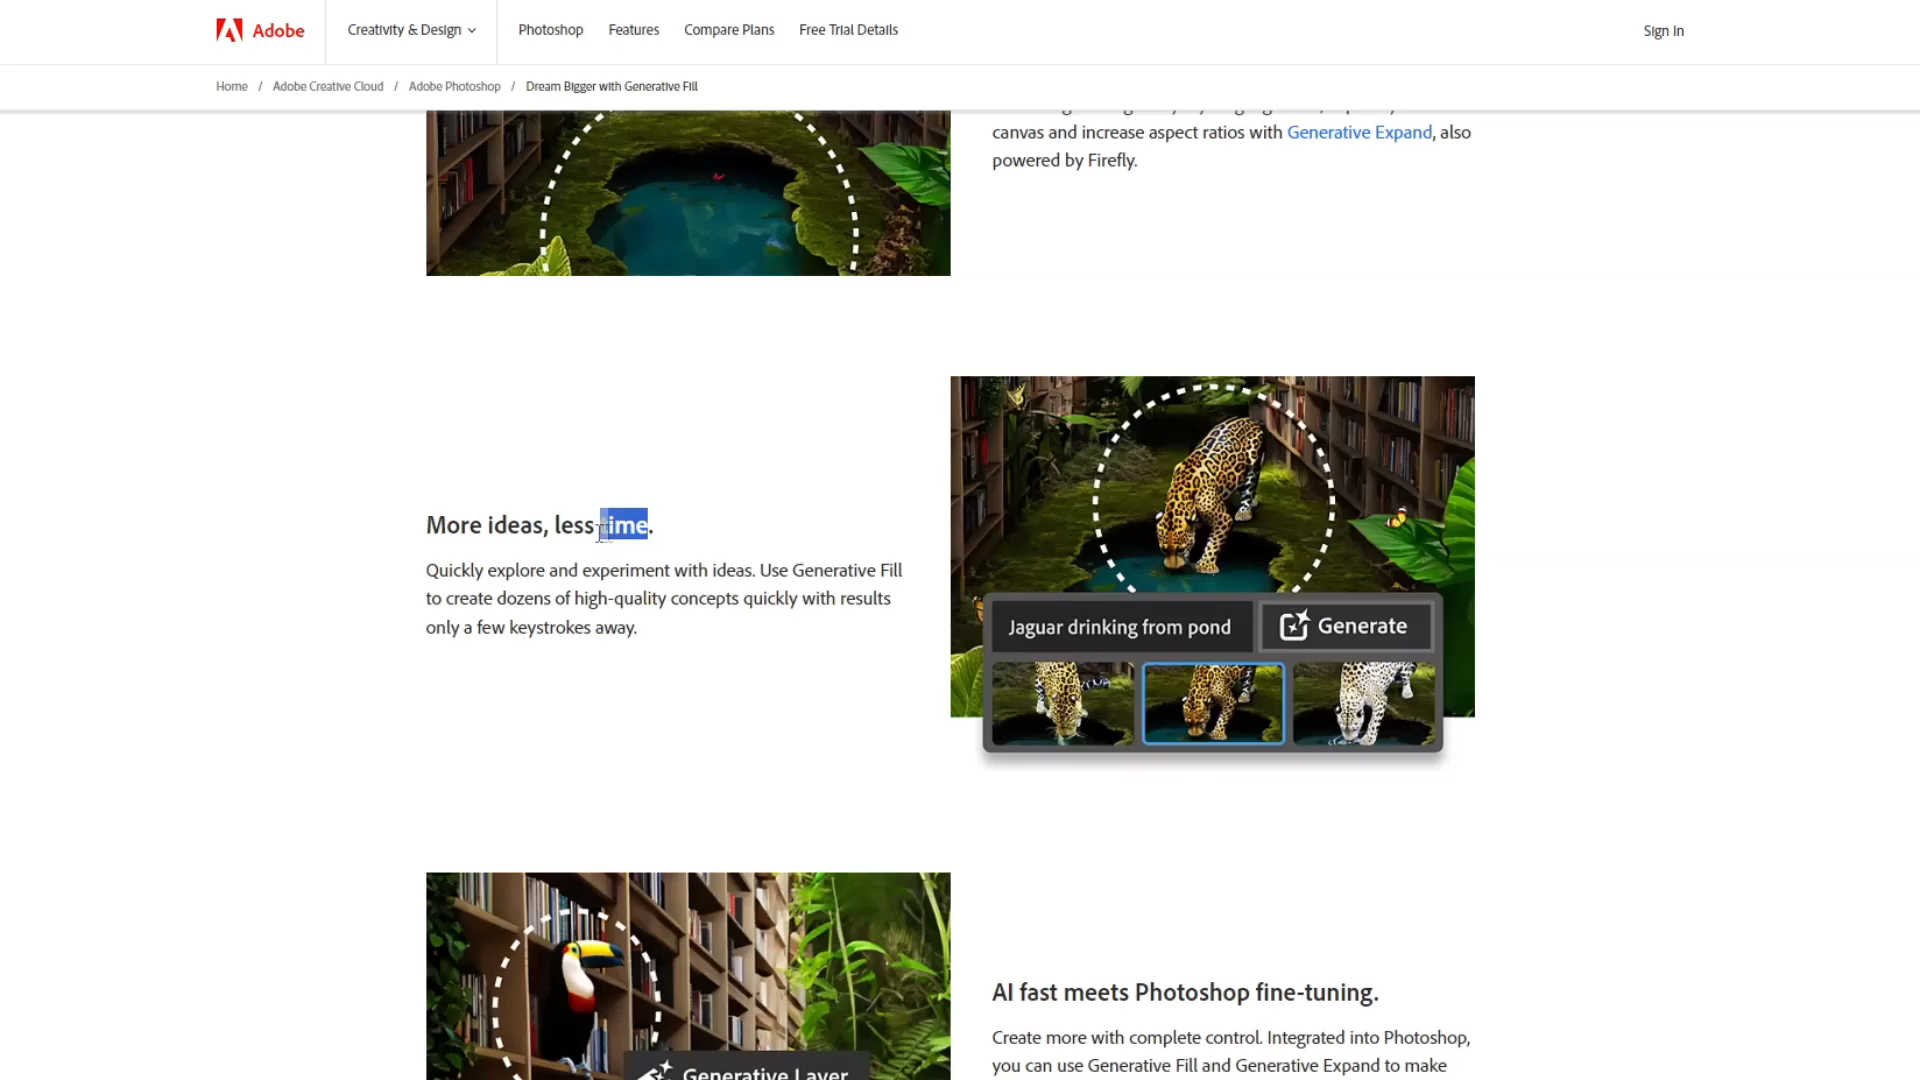 Adobe
Creativity & Design
Photoshop
Features
Compare Plans
Free Trial Details
Sign In
Home / Adobe Creative Cloud / Adobe Photoshop / Dream Bigger with Generative Fill
canvas and increase aspect ratios with Generative Expand, also
powered by Firefly.
More ideas, less time.
Quickly explore and experiment with ideas. Use Generative Fill
to create dozens of high-quality concepts quickly with results
only a few keystrokes away.
Jaguar drinking from pond
Generate
Generative Layer
AI fast meets Photoshop fine-tuning.
Create more with complete control. Integrated into Photoshop,
you can use Generative Fill and Generative Expand to make